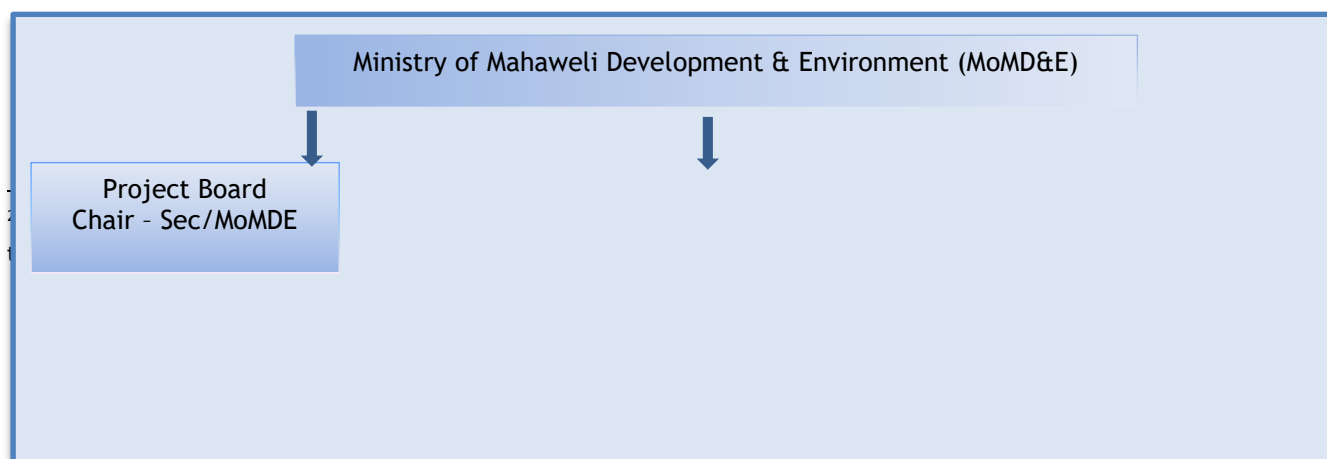 Ministry of Mahaweli Development & Environment (MoMD&E)
Project Board
Chair – Sec/MoMDE